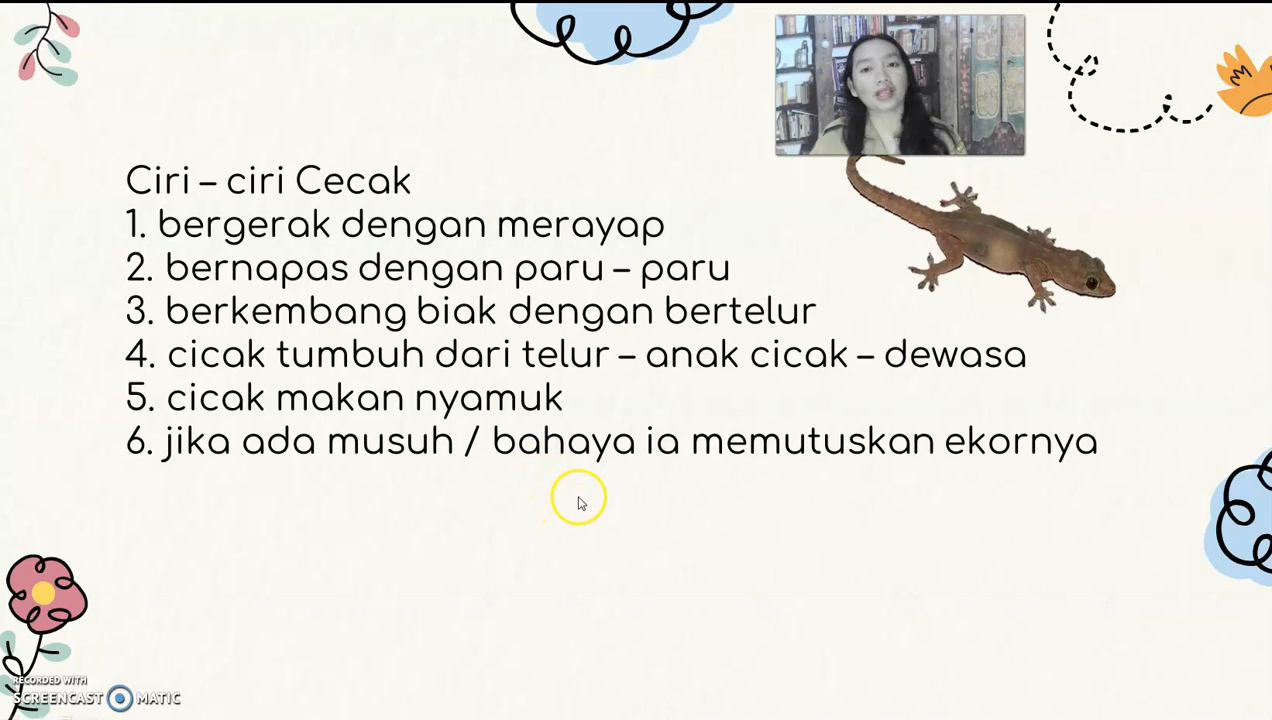 Ciri – ciri Cecak
1. bergerak dengan merayap
2. bernapas dengan paru – paru
3. berkembang biak dengan bertelur
4. cicak tumbuh dari telur – anak cicak – dewasa
5. cicak makan nyamuk
6. jika ada musuh / bahaya ia memutuskan ekornya
RECORDED WITH
SCREENCAST MATIC